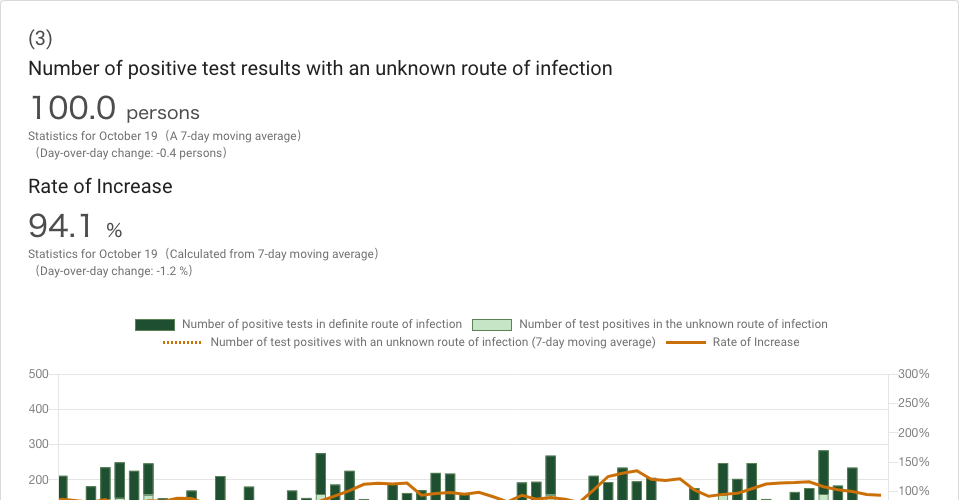 (3)
Number of positive test results with an unknown route of infection
100.0 persons
Statistics for October 19（A 7-day moving average）
（Day-over-day change: -0.4 persons）
Rate of Increase
94.1 %
Statistics for October 19（Calculated from 7-day moving average）
（Day-over-day change: -1.2 %）
Number of positive tests in definite route of infection Number of test positives in the unknown route of infection
Number of test positives with an unknown route of infection (7-day moving average) Rate of Increase
500 300%
250%
400
200%
300
150%
200
100%